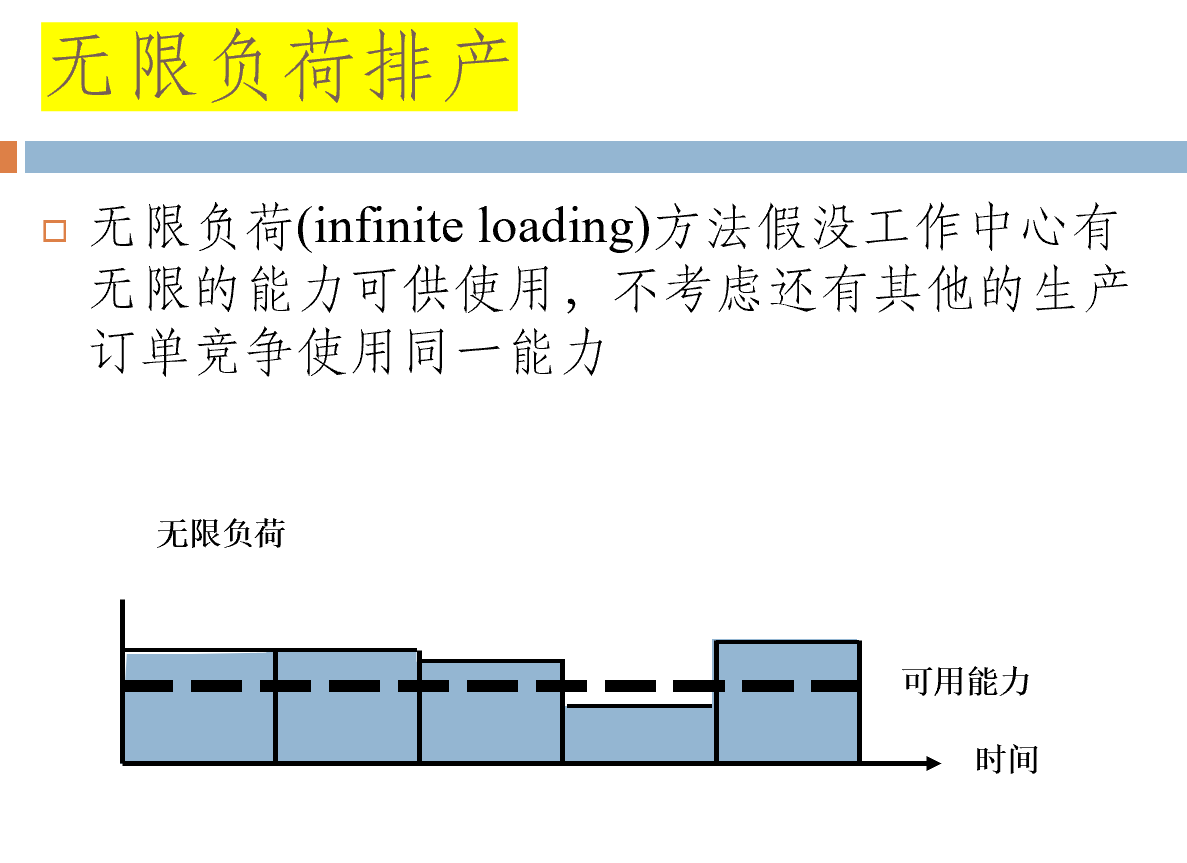 无限负荷排产
无限负荷(infinite loading)方法假没工作中心有
无限的能力可供使用，不考虑还有其他的生产
订单竞争使用同一能力
无限负荷
可用能力
时间